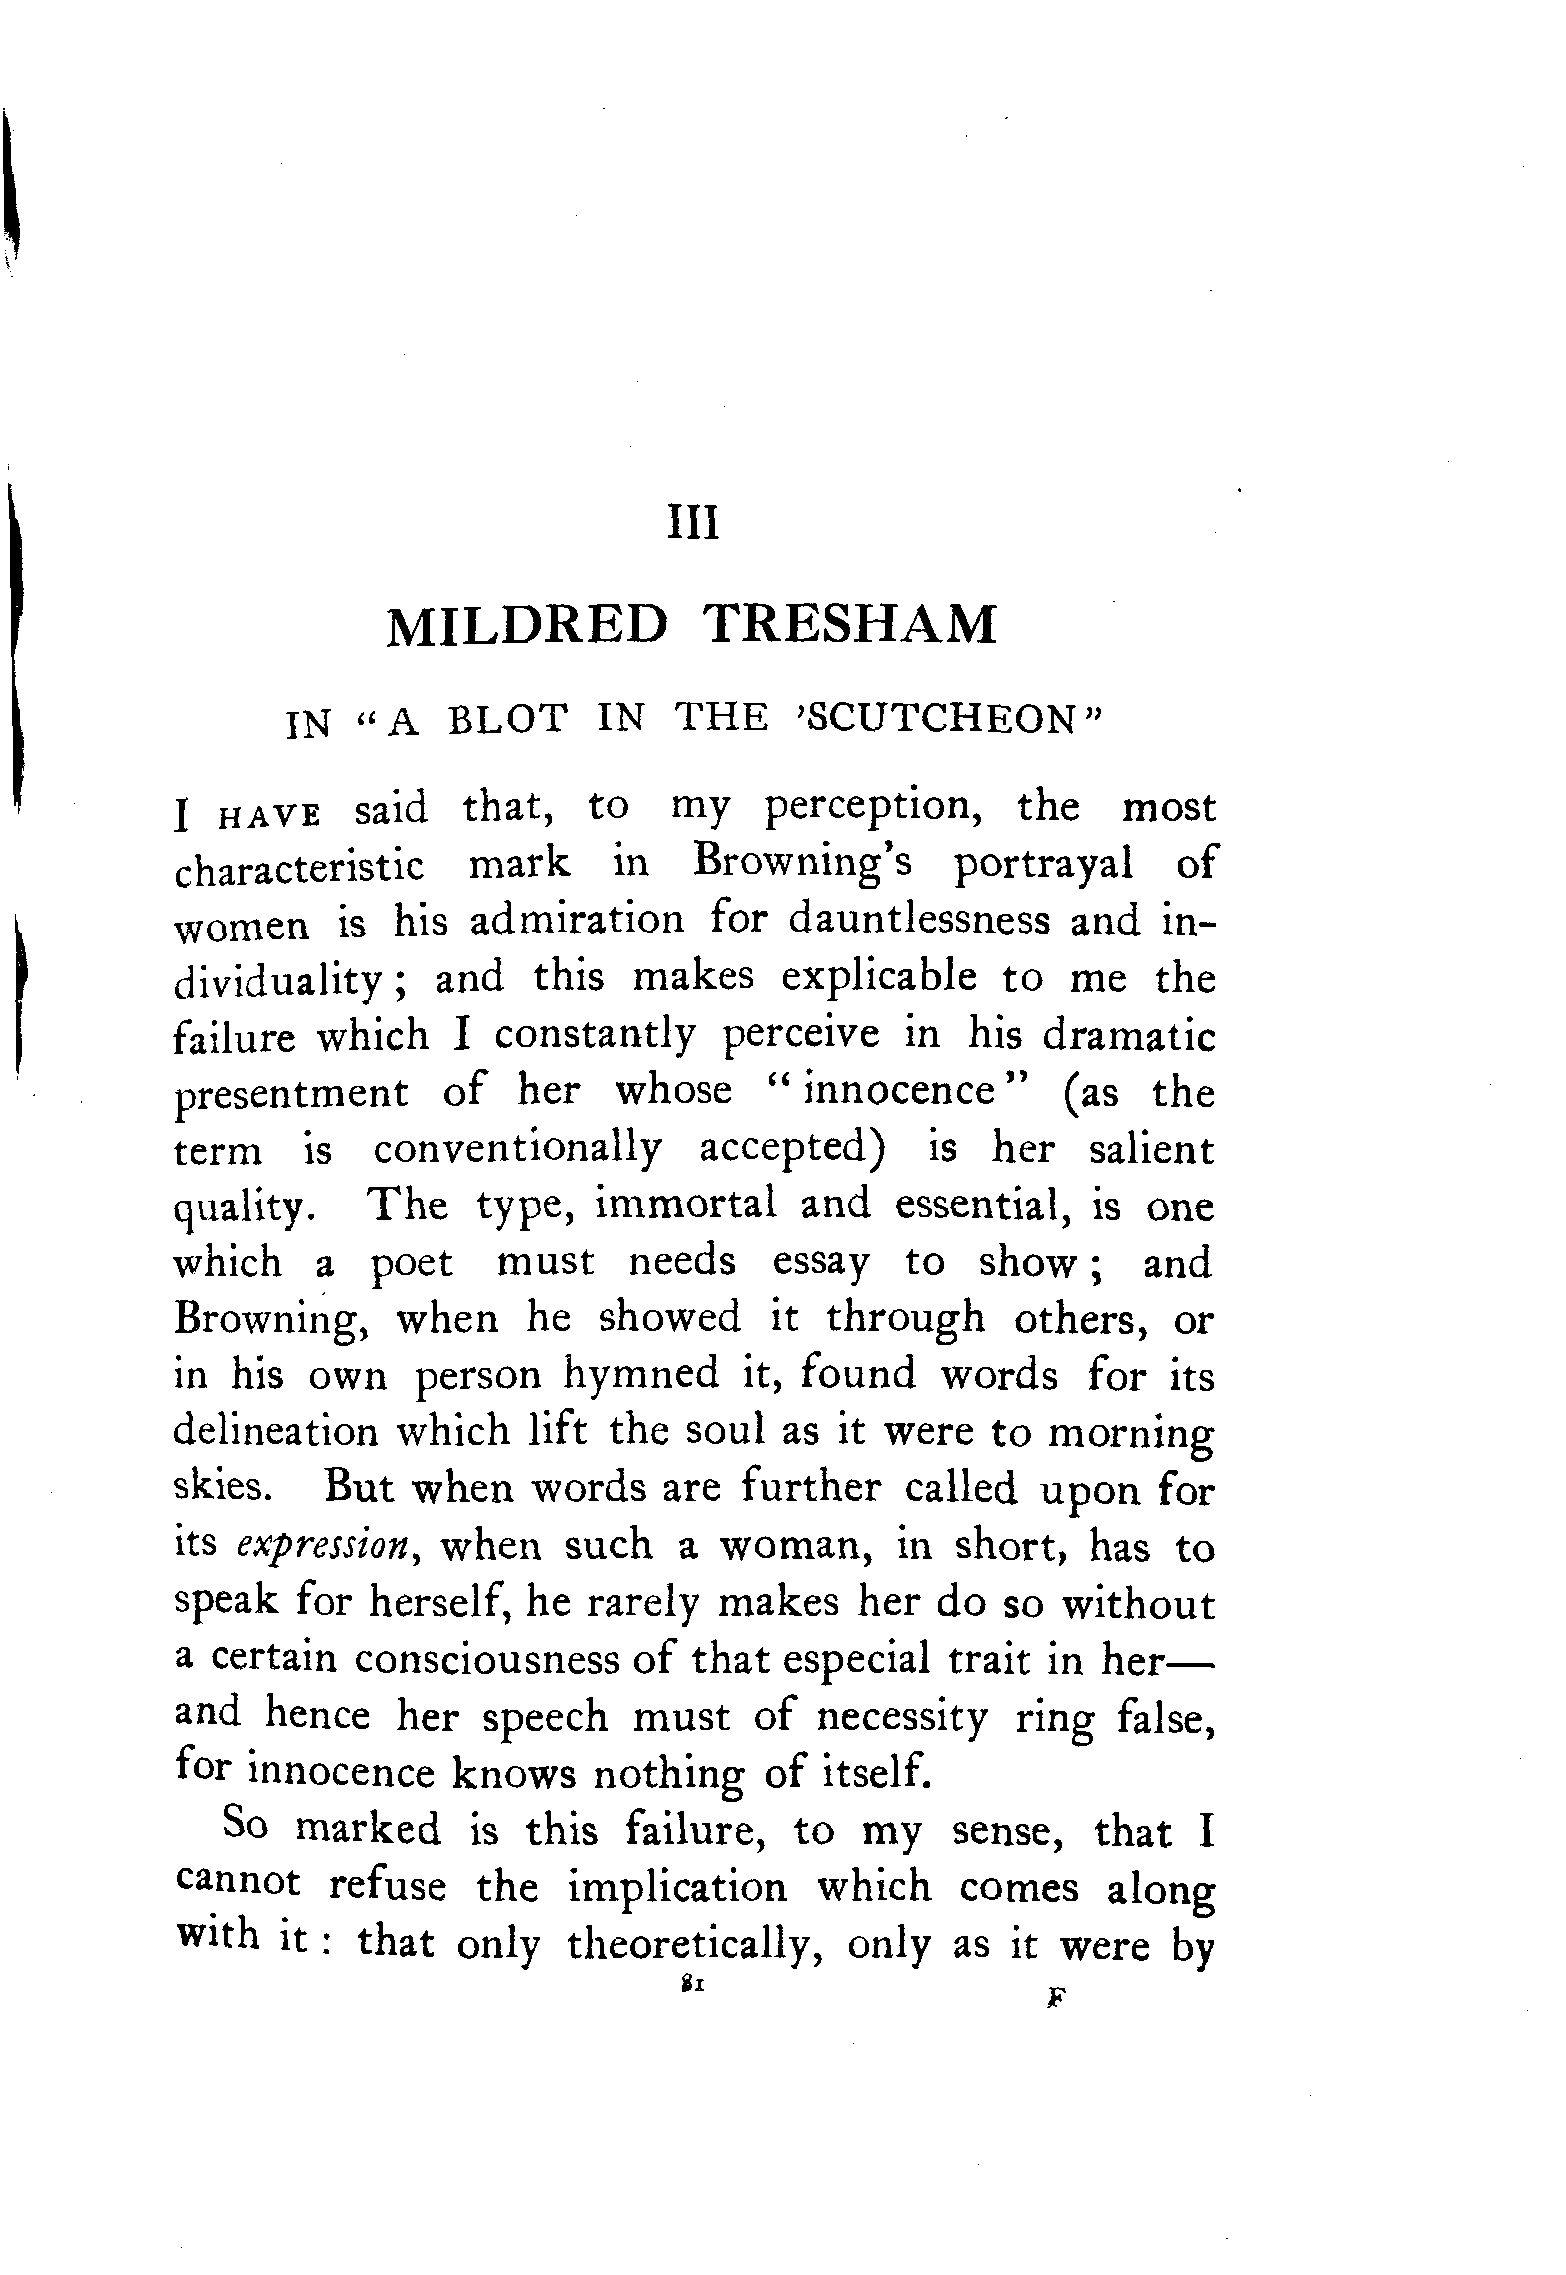 III
MILDRED TRESHAM
IN “A BLOT IN THE ’SCUTCHEON”
I HAVE said that, to my perception, the most
characteristic mark in Browning’s portrayal of
women is his admiration for dauntlessness and in-
dividuality; and this makes explicable to me the
failure which I constantly perceive in his dramatic
presentment of her whose “innocence” (as the
term is conventionally accepted) is her salient
quality. The type, immortal and essential, is one
which a poet must needs essay to show; and
Browning, when he showed it through others, or
in his own person hymned it, found words for its
delineation which lift the soul as it were to morning
skies. But when words are further called upon for
its expression, when such a woman, in short, has to
speak for herself, he rarely makes her do so without
a certain consciousness of that especial trait in her—
and hence her speech must of necessity ring false,
for innocence knows nothing of itself.
So marked is this failure, to my sense, that I
cannot refuse the implication which comes along
with it: that only theoretically, only as it were by
81
F